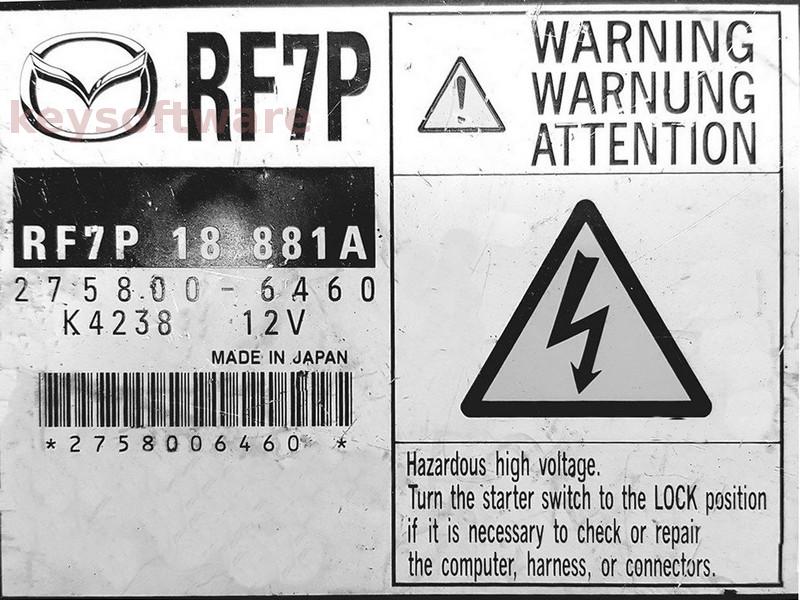 RF7P
keysoftware
RF7P 18 881A
275800-6460
K4238 12V
MADE IN JAPAN
*2758006460 *
WARNING
WARNUNG
ATTENTION
Hazardous high voltage.
Turn the starter switch to the LOCK position
if it is necessary to check or repair
the computer, harness, or connectors.